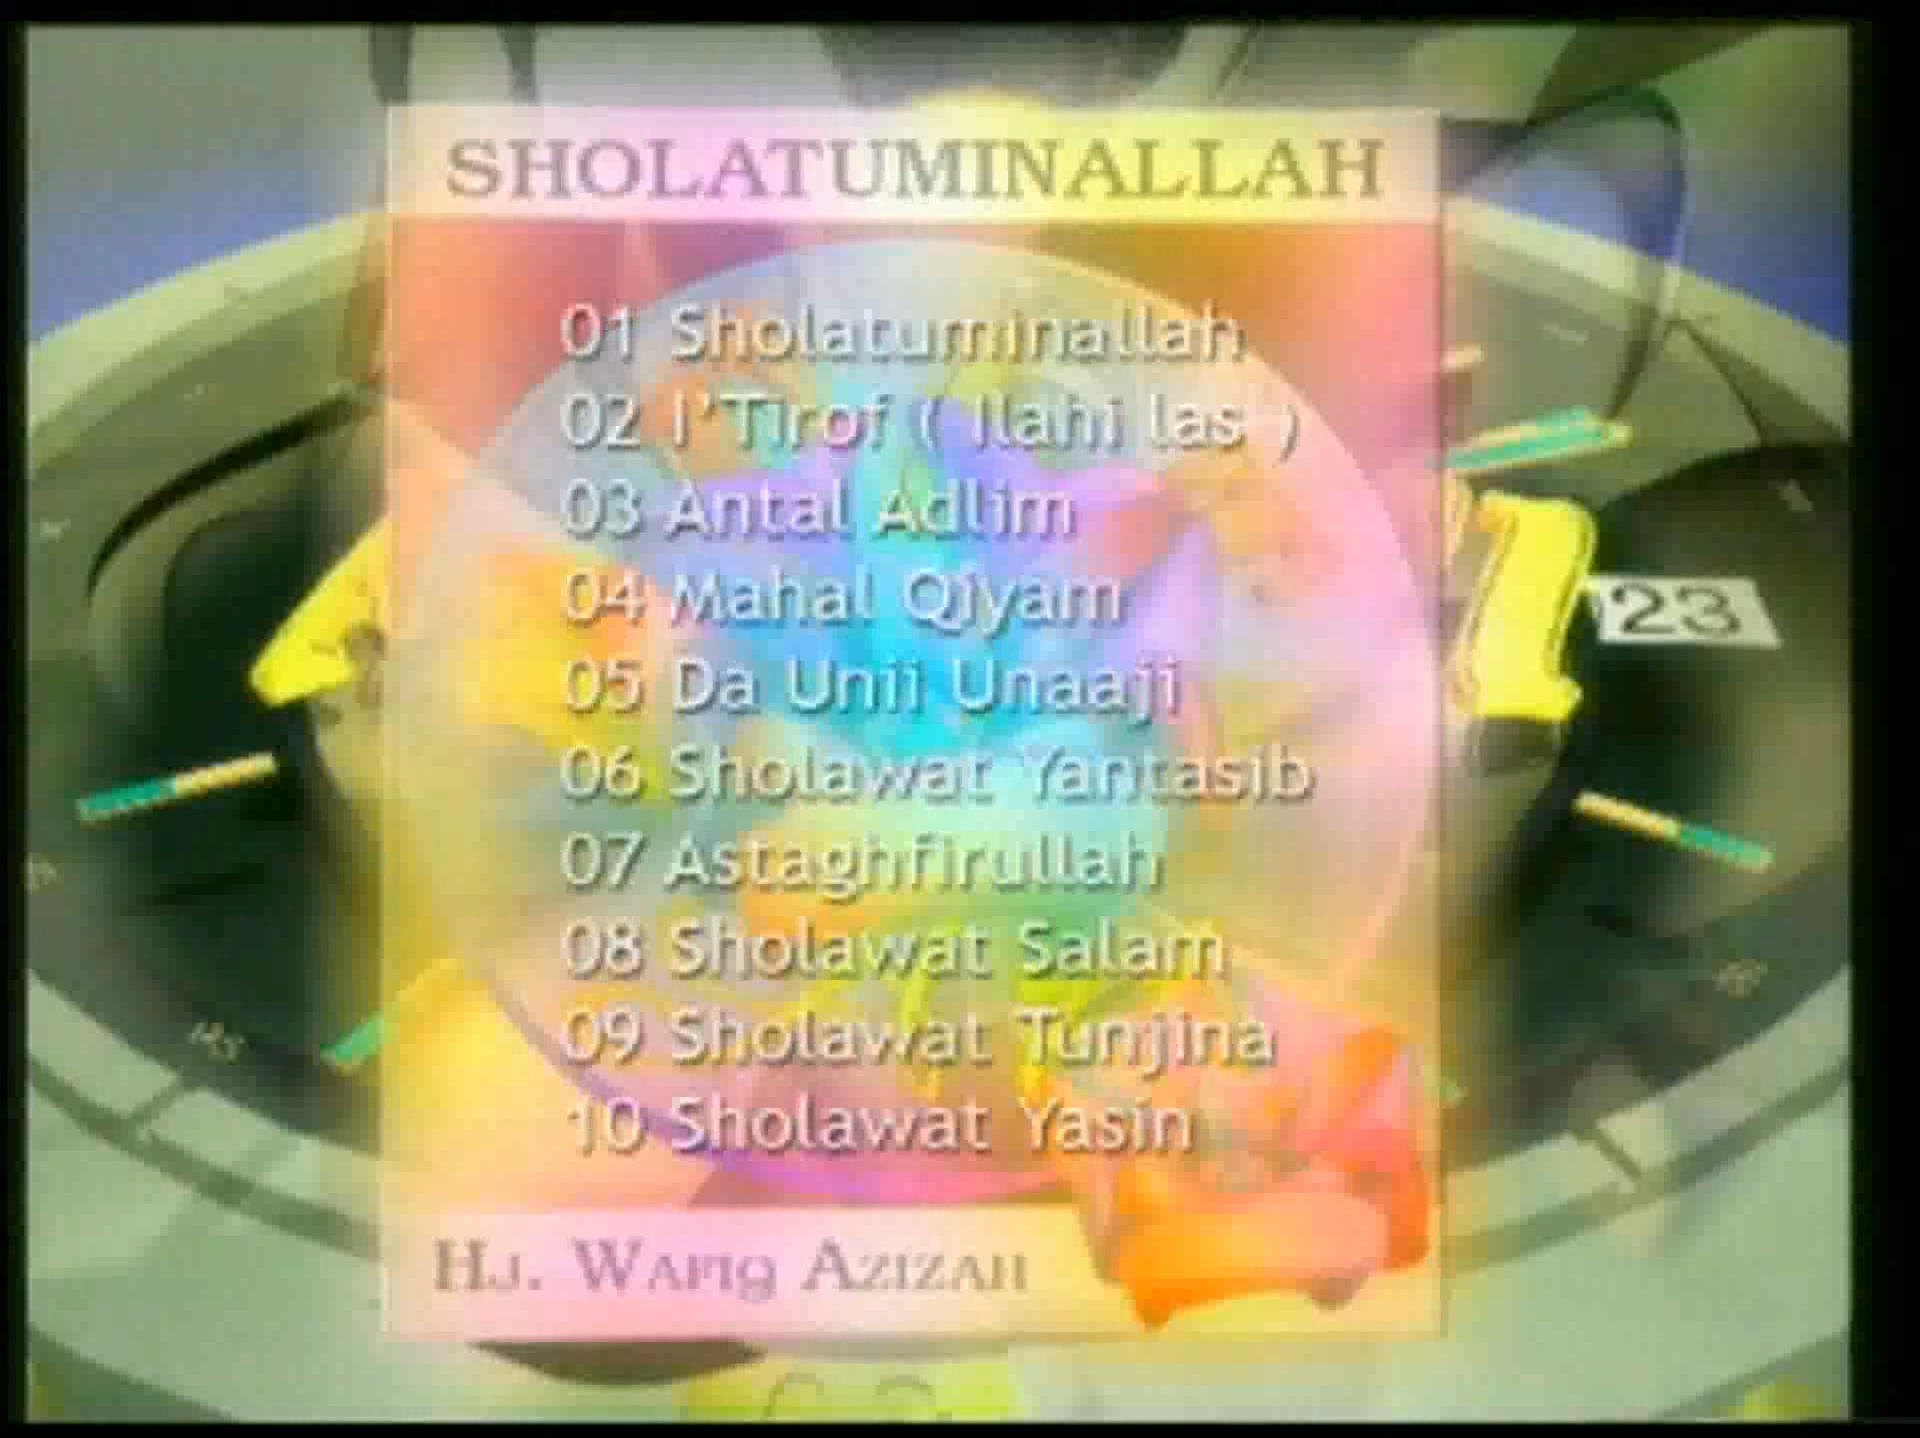 SHOLATUMINALLAH
01 Sholatuminallah
02 I'Tirof ( Ilahi las )
03 Antal Adlim
04 Mahal Qiyam
05 Da Unii Unaaji
06 Sholawat Yantasib
07 Astaghfirullah
08 Sholawat Salam
09 Sholawat Tunjina
10 Sholawat Yasin
23
HJ. WAFIQ AZIZAH